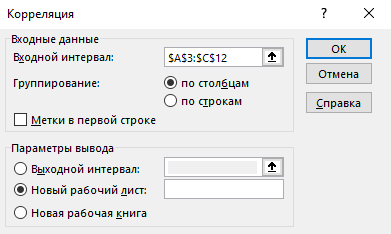 Корреляция
?
Входные данные
Входной интервал:
$A$3:$C$12
Группирование:
по столбцам
по строкам
Метки в первой строке
Параметры вывода
Выходной интервал:
Новый рабочий лист:
Новая рабочая книга
ОК
Отмена
Справка